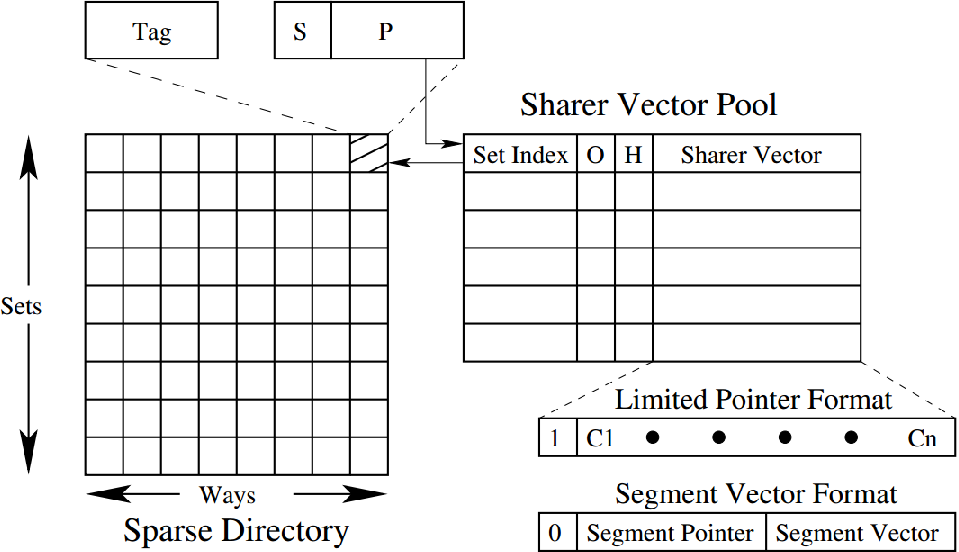 Tag
S P
Sharer Vector Pool
Set Index O H Sharer Vector
Sets
Limited Pointer Format
1 C1 Cn
Ways
Segment Vector Format
Sparse Directory
0 Segment Pointer Segment Vector